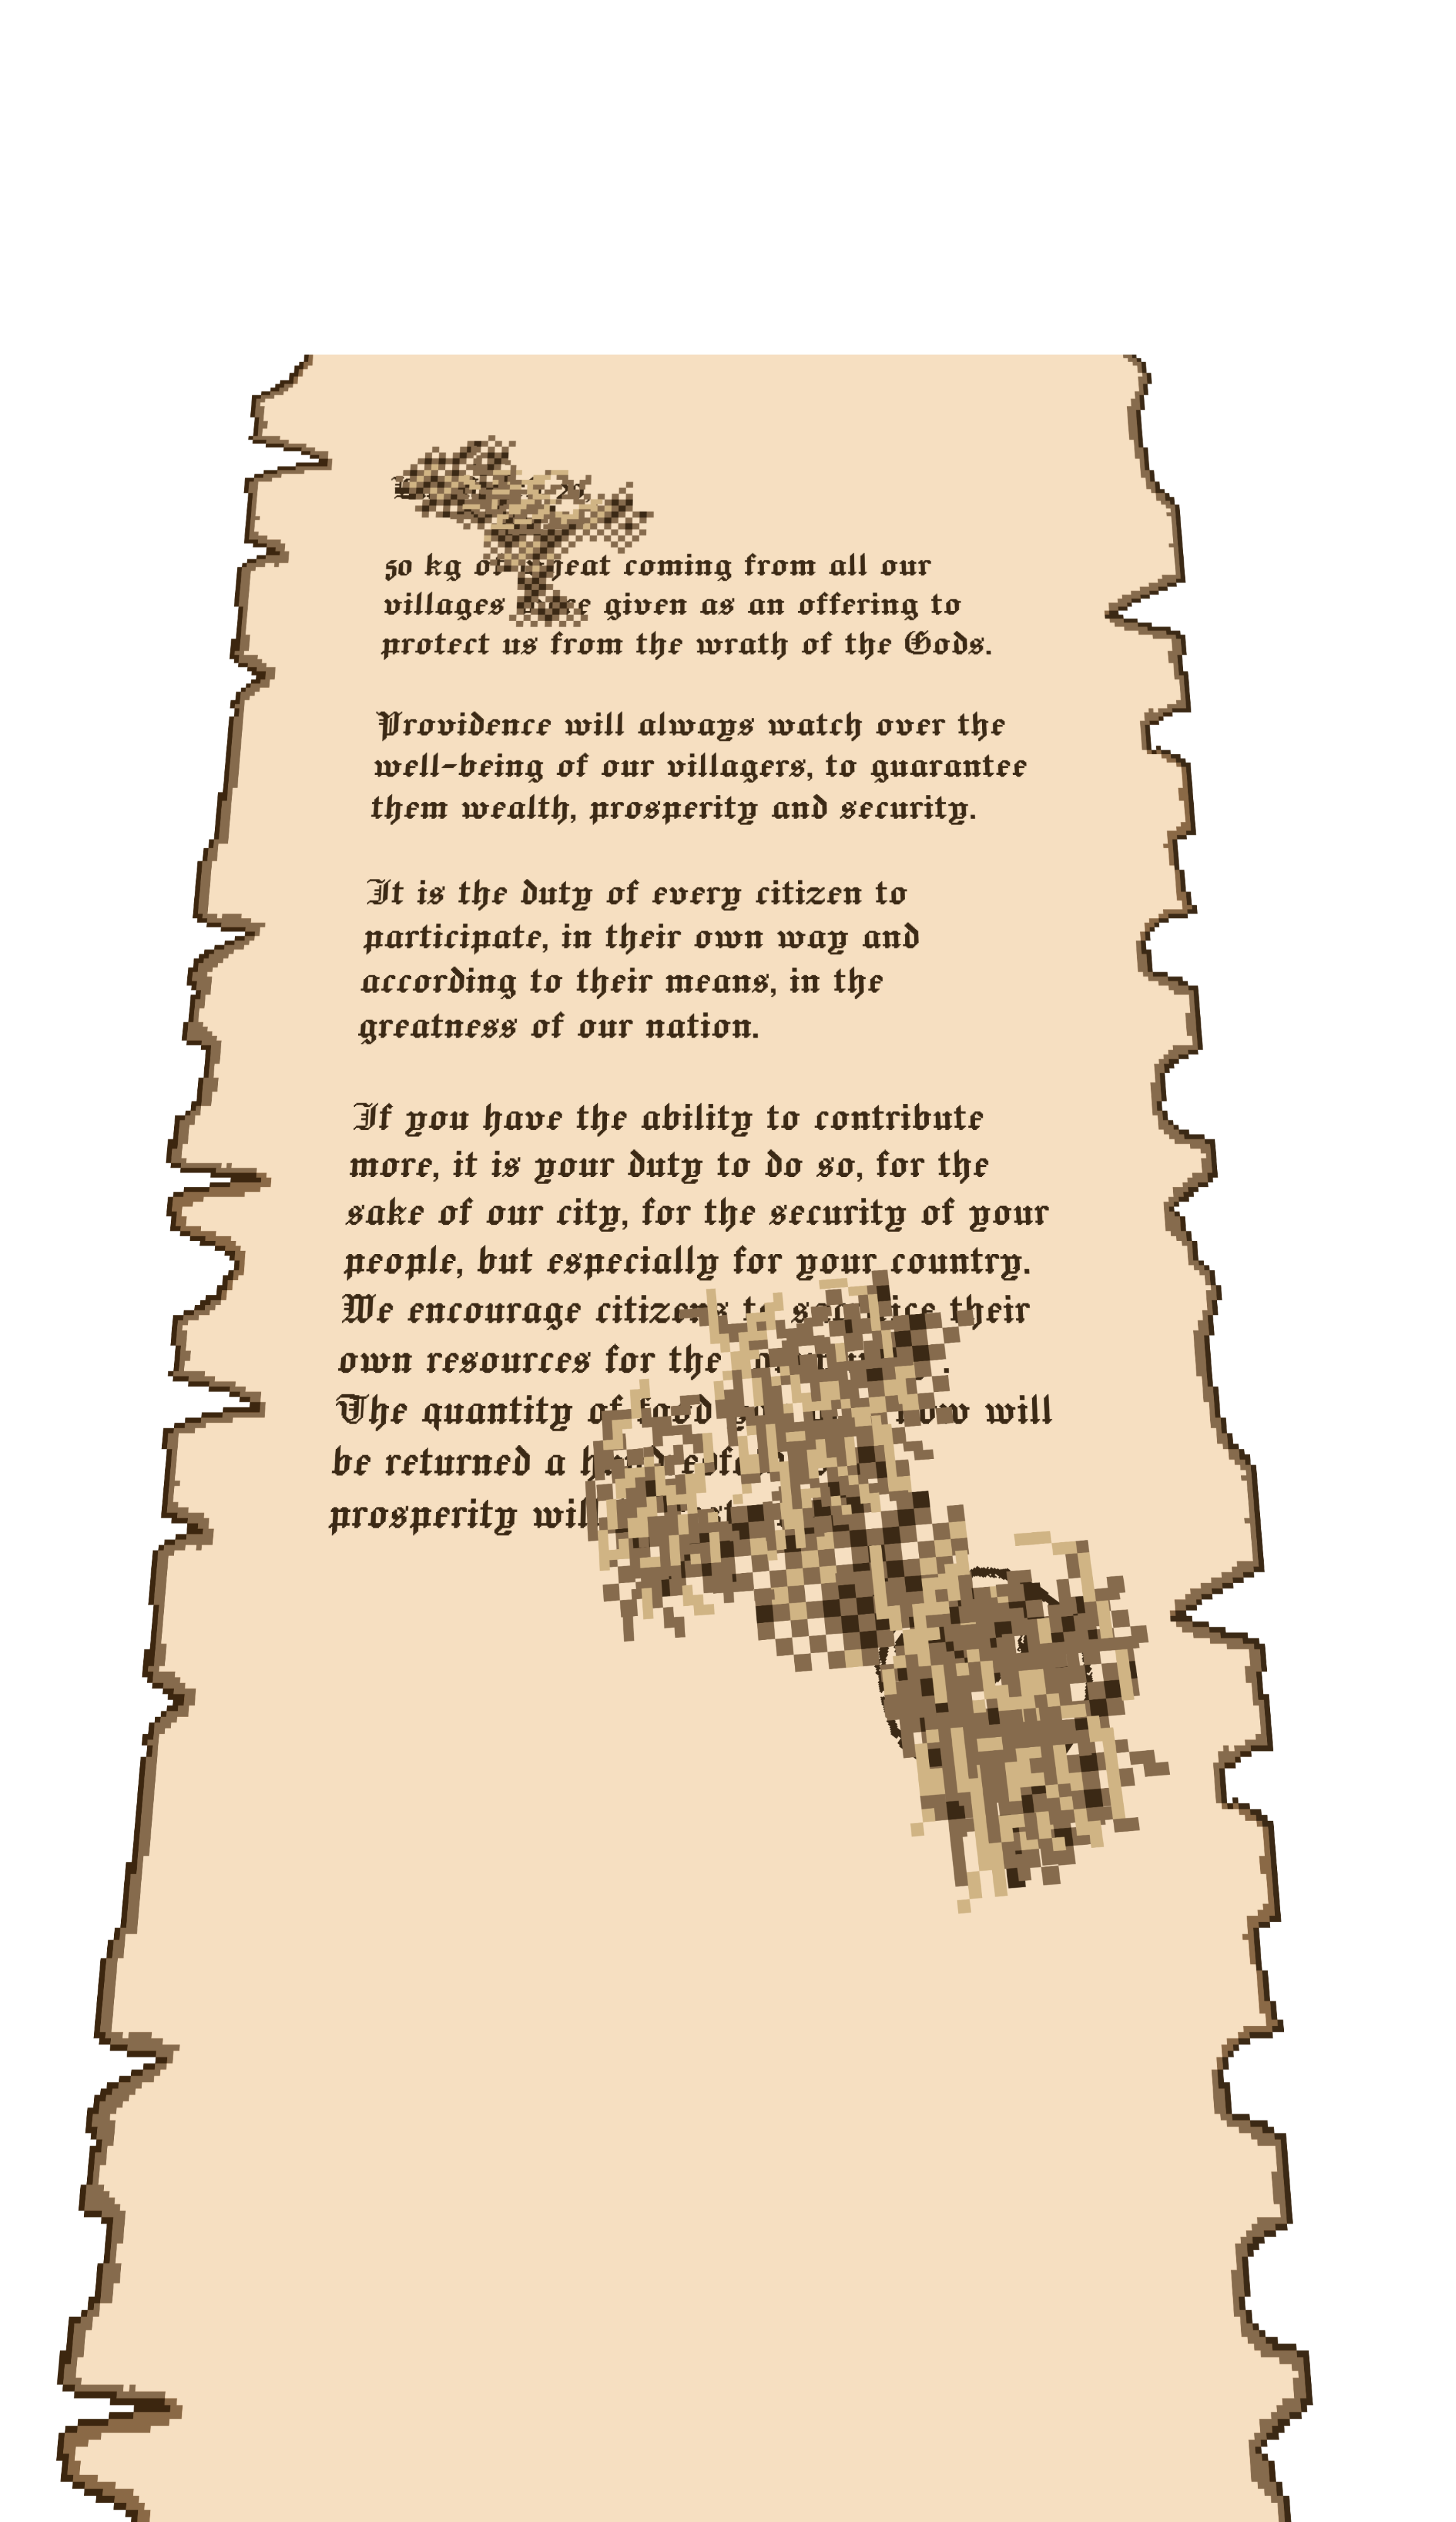 50 kg of wheat coming from all our
villages were given as an offering to
protect us from the wrath of the Gods.
Providence will always watch over the
well-being of our villagers, to guarantee
them wealth, prosperity and security.
It is the duty of every citizen to
participate, in their own way and
according to their means, in the
greatness of our nation.
If you have the ability to contribute
more, it is your duty to do so, for the
sake of our city, for the security of your
people, but especially for your country.
We encourage citizens to sacrifice their
own resources for the
The quantity of food now will
be returned a
prosperity will